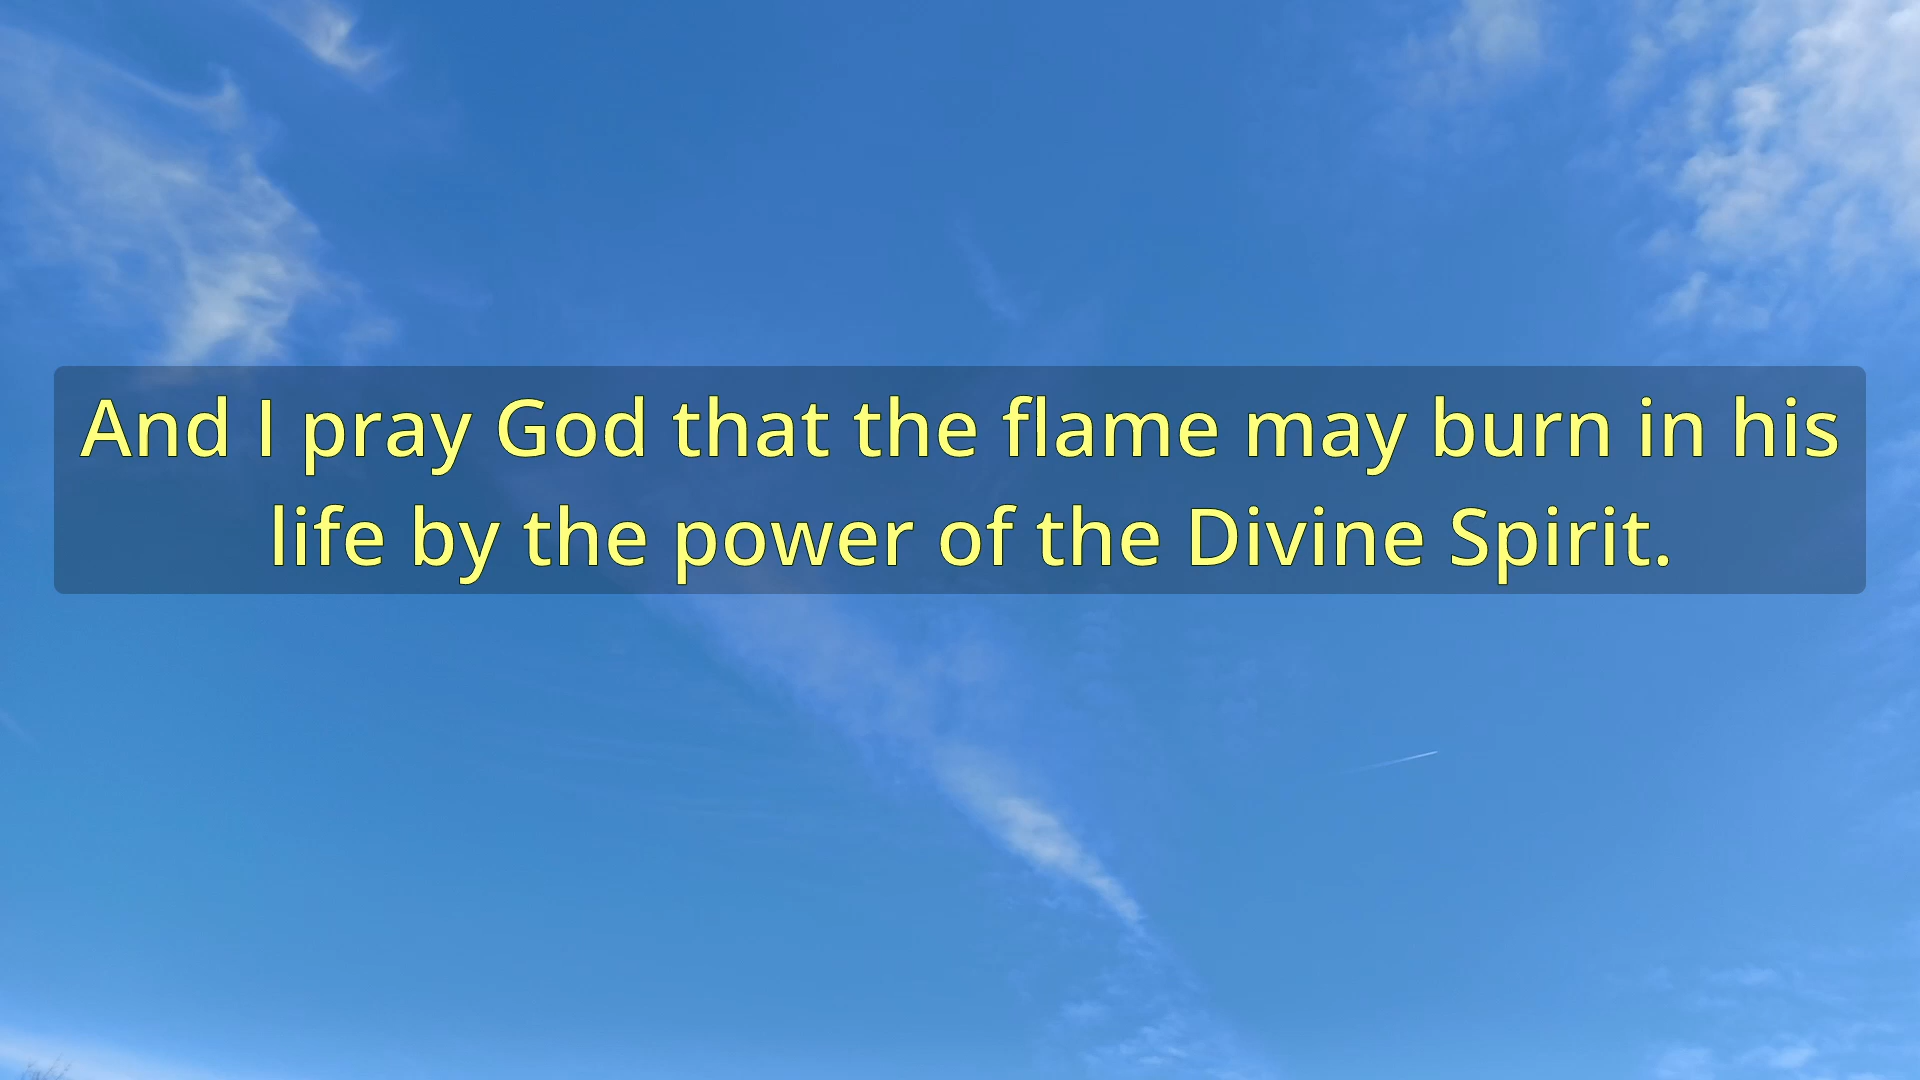 And I pray God that the flame may burn in his
life by the power of the Divine Spirit.